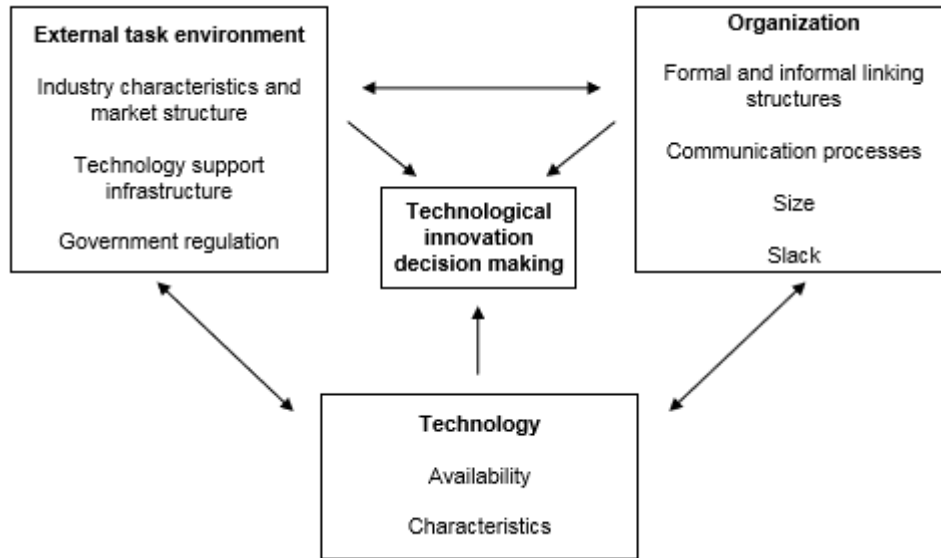 External task environment
Industry characteristics and
market structure
Technology support
infrastructure
Government regulation
Organization
Formal and informal linking
structures
Communication processes
Size
Slack
Technological
innovation
decision making
Technology
Availability
Characteristics